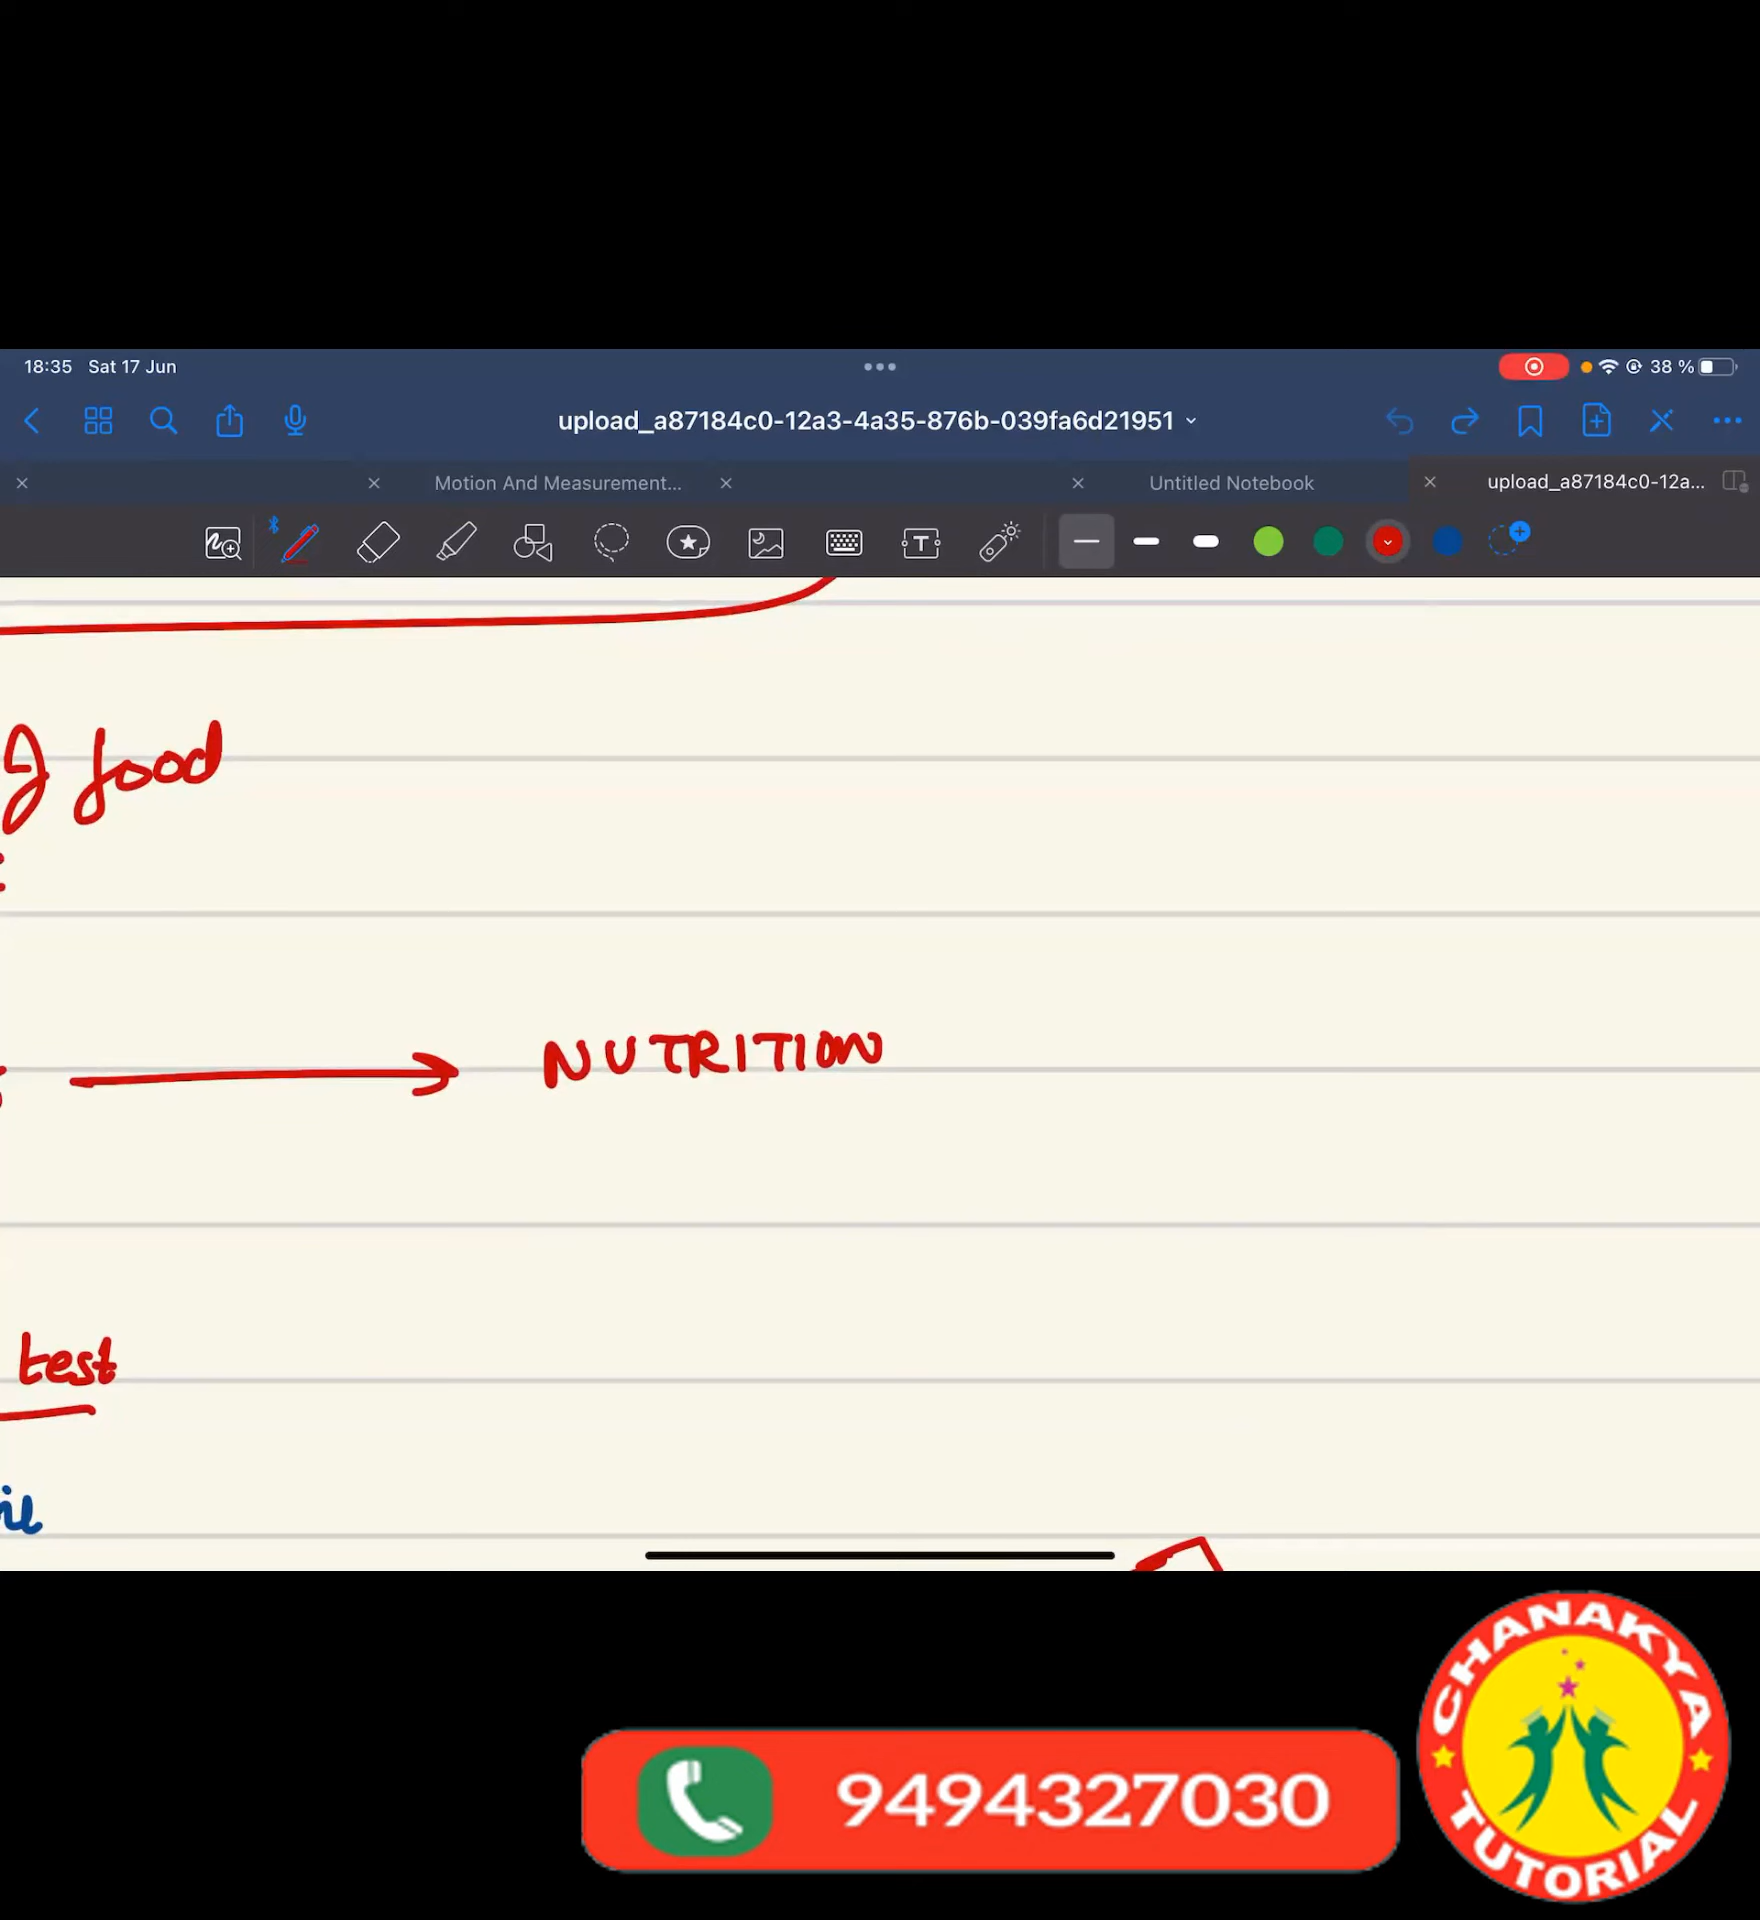 18:35 Sat 17 Jun
38 %
upload_a87184c0-12a3-4a35-876b-039fa6d21951
Motion And Measurement...
Untitled Notebook
upload_a87184c0-12a...
food
NUTRITION
test
9494327030
CHANAKYA
TUTORIAL